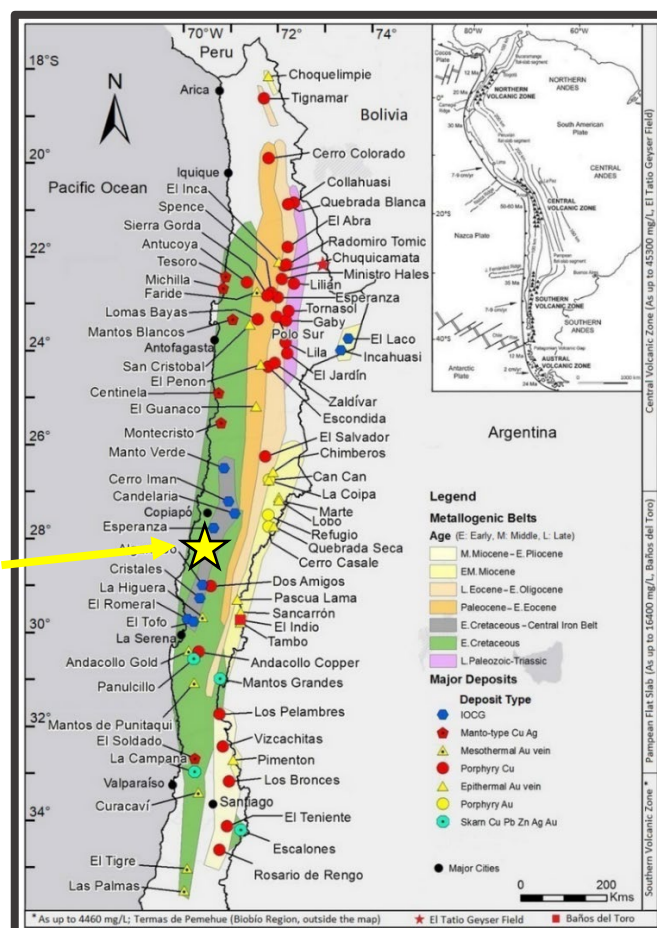 70°W 72°
18°S
20°
22°
24°
26°
28°
30°
32°
34°
N
Peru
Bolivia
Pacific Ocean
Argentina
Arica
Iquique
El Inca
Spence
Sierra Gorda
Antucoya
Tesoro
Michilla
Faride
Lomas Bayas
Mantos Blancos
Antofagasta
San Cristobal
El Penon
Centinela
El Guanaco
Montecristo
Manto Verde
Cerro Iman
Candelaria
Copiapó
Esperanza
Cristales
La Higuera
El Romeral
El Tofo
La Serena
Andacollo Gold
Panulcillo
Mantos de Punitaqui
El Soldado
La Campana
Valparaíso
Curacaví
El Tigre
Las Palmas
Choquelimpie
Tignamar
Cerro Colorado
Collahuasi
Quebrada Blanca
El Abra
Radomiro Tomic
Chuquicamata
Ministro Hales
Lilian
Esperanza
Tornasol
Gaby
Polo Sur
El Laco
Incahuasi
Lila
El Jardín
Zaldívar
Escondida
El Salvador
Chimberos
Can Can
La Coipa
Marte
Lobo
Refugio
Quebrada Seca
Cerro Casale
Dos Amigos
Pascua Lama
Sancarrón
El Indio
Tambo
Andacollo Copper
Mantos Grandes
Los Pelambres
Vizcachitas
Pimenton
Los Bronces
Santiago
El Teniente
Escalones
Rosario de Rengo
NORTHERN VOLCANIC ZONE
NORTHERN ANDES
South American Plate
CENTRAL ANDES
CENTRAL VOLCANIC ZONE
Nazca Plate
SOUTHERN VOLCANIC ZONE
SOUTHERN ANDES
AUSTRAL VOLCANIC ZONE
Antarctic Plate
0°
20°S
40°S
Legend
Metallogenic Belts
Age (E: Early, M: Middle, L: Late)
M.Miocene–E.Pliocene
EM.Miocene
L Eocene–E.Oligocene
Paleocene–E.Eocene
E.Cretaceous–Central Iron Belt
E.Cretaceous
L.Paleozoic-Triassic
Major Deposits
Deposit Type
IOCG
Manto-type Cu Ag
Mesothermal Au vein
Porphyry Cu
Epithermal Au vein
Porphyry Au
Skarn Cu Pb Zn Ag Au
Major Cities
0 200
Kms
Central Volcanic Zone (As up to 45300 mg/L, El Tatio Geyser Field)
Pampean Flat Slab (As up to 16400 mg/L, Baños del Toro)
Southern Volcanic Zone *
* As up to 4460 mg/L; Termas de Pemehue (Biobío Region, outside the map)
El Tatio Geyser Field
Baños del Toro